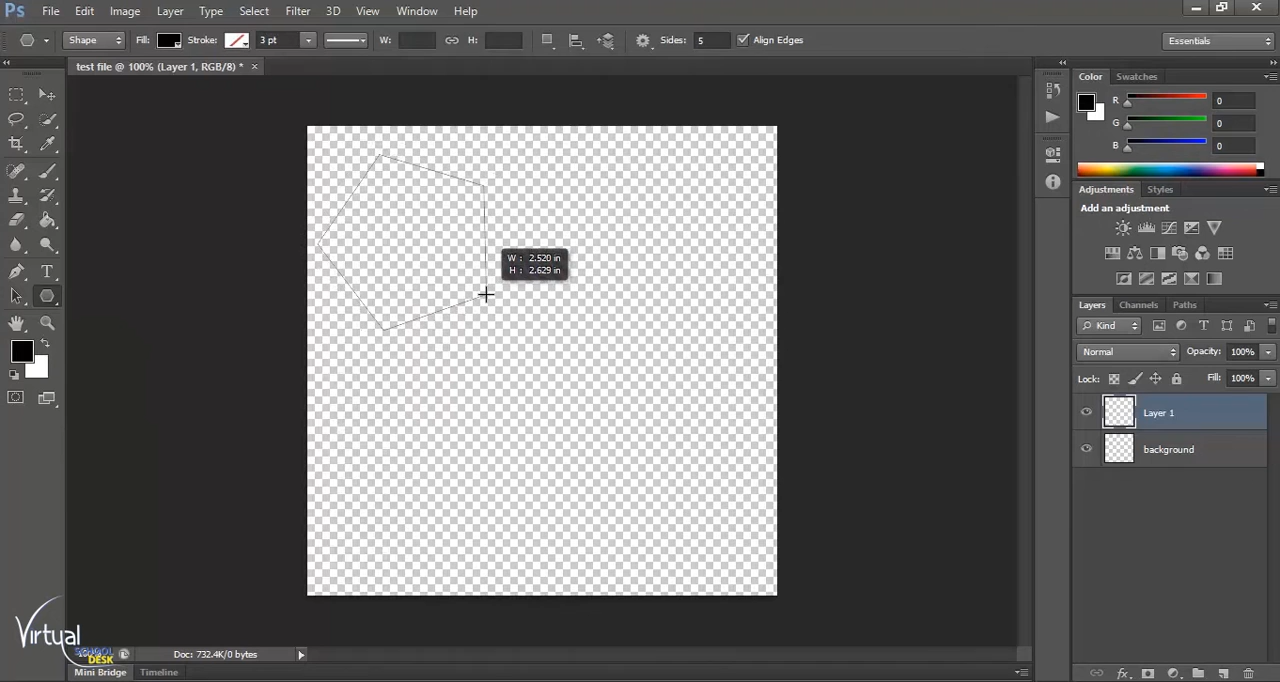 Ps File Edit Image Layer Type Select Filter 3D View Window Help
Shape Fill: Stroke: 3 pt W: H: Sides: 5 Align Edges Essentials
test file @ 100% (Layer 1, RGB/8) * ×
Color Swatches
R 0
G 0
B 0
Adjustments Styles
Add an adjustment
W : 2.520 in
H : 2.629 in
Layers Channels Paths
Kind
Normal Opacity: 100%
Lock: Fill: 100%
Layer 1
background
Virtual
SCHOOL
DESK
Doc: 732.4K/0 bytes
Mini Bridge Timeline